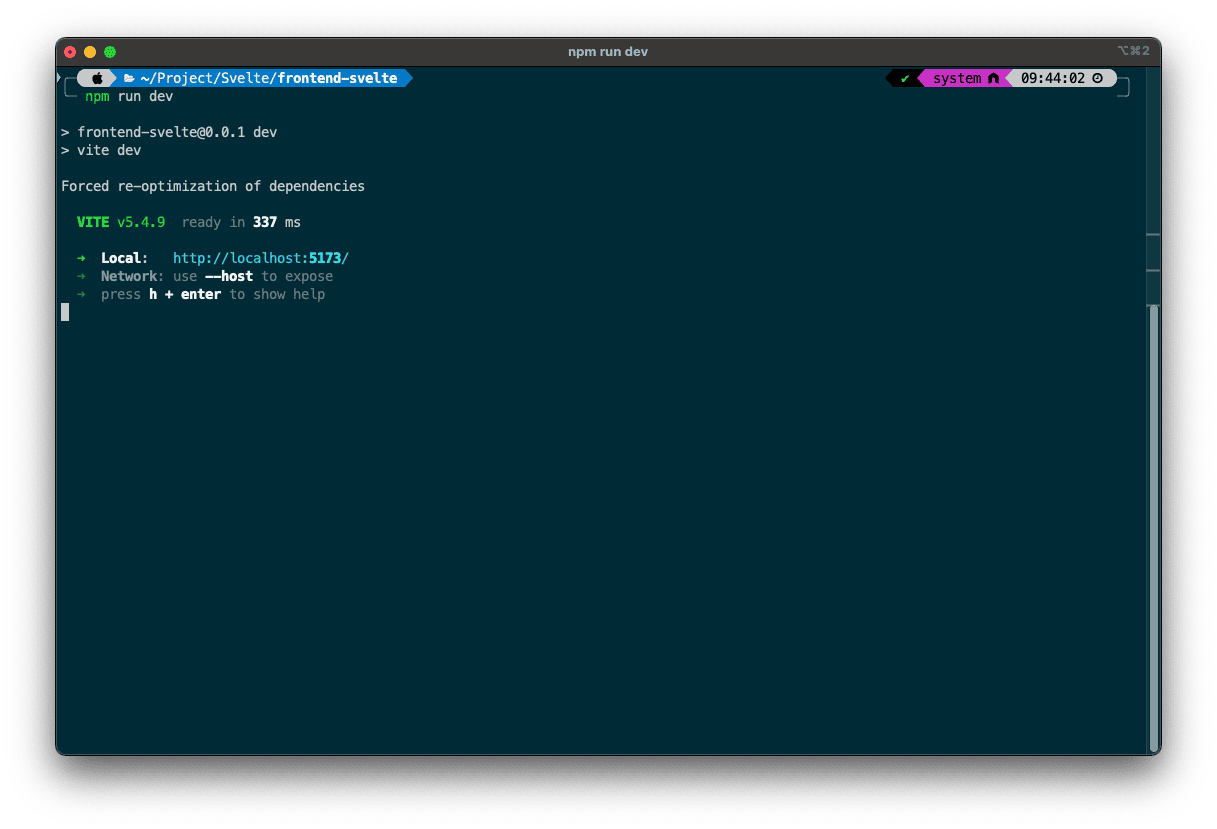 npm run dev
⌥⌘2
~/Project/Svelte/frontend-svelte ✔ system 09:44:02
npm run dev
> frontend-svelte@0.0.1 dev
> vite dev
Forced re-optimization of dependencies
VITE v5.4.9 ready in 337 ms
➜ Local: http://localhost:5173/
➜ Network: use --host to expose
➜ press h + enter to show help